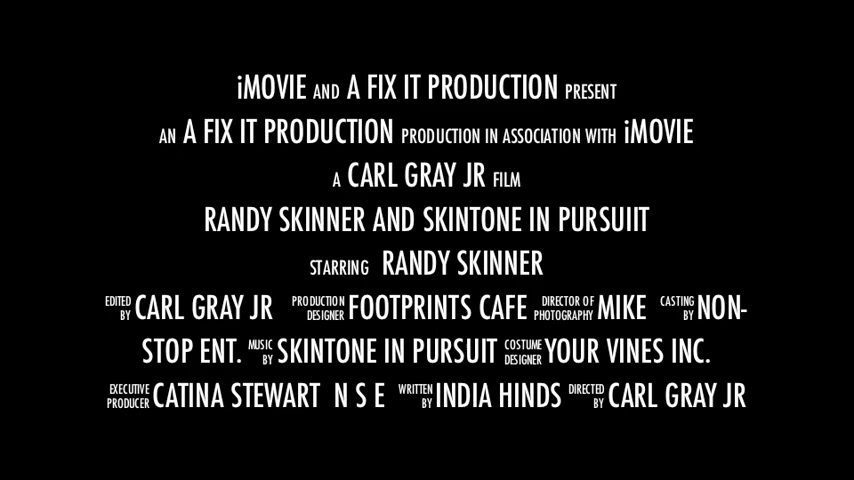 iMOVIE AND A FIX IT PRODUCTION PRESENT
AN A FIX IT PRODUCTION PRODUCTION IN ASSOCIATION WITH iMOVIE
A CARL GRAY JR FILM
RANDY SKINNER AND SKINTONE IN PURSUIIT
STARRING RANDY SKINNER
EDITED BY CARL GRAY JR PRODUCTION DESIGNER FOOTPRINTS CAFE DIRECTOR OF PHOTOGRAPHY MIKE CASTING BY NON-
STOP ENT. MUSIC BY SKINTONE IN PURSUIT COSTUME DESIGNER YOUR VINES INC.
EXECUTIVE PRODUCER CATINA STEWART N S E WRITTEN BY INDIA HINDS DIRECTED BY CARL GRAY JR